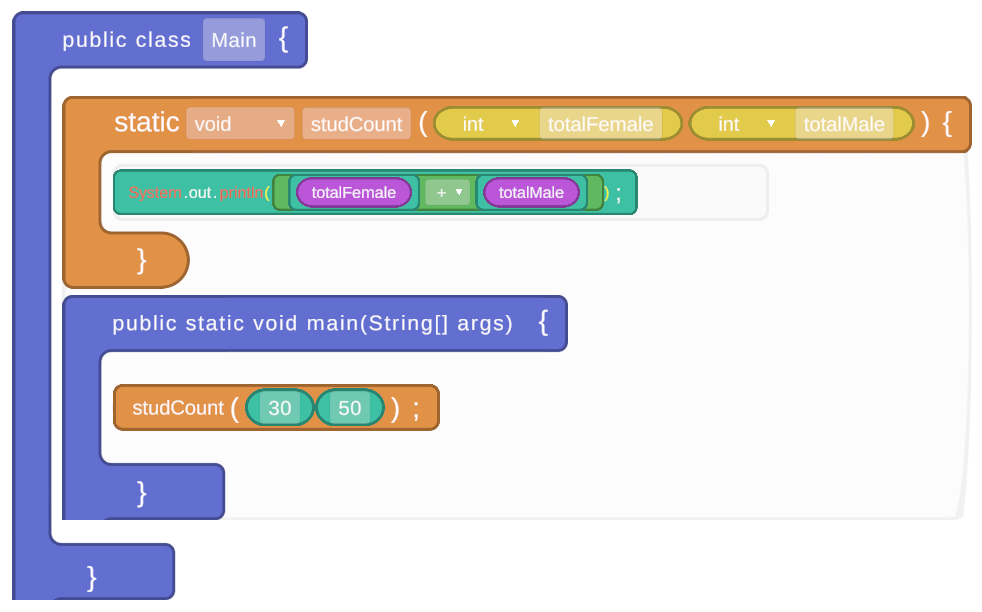 public class Main {
static void ▼ studCount ( int ▼ totalFemale int ▼ totalMale ) {
System.out.println( totalFemale + ▼ totalMale ) ;
}
public static void main(String[] args) {
studCount ( 30 50 ) ;
}
}